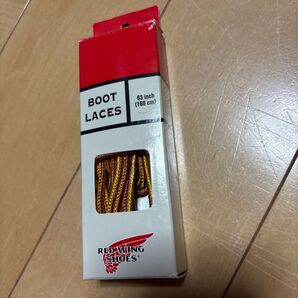 BOOT
LACES
63 inch
(160 cm)
RED WING
SHOES